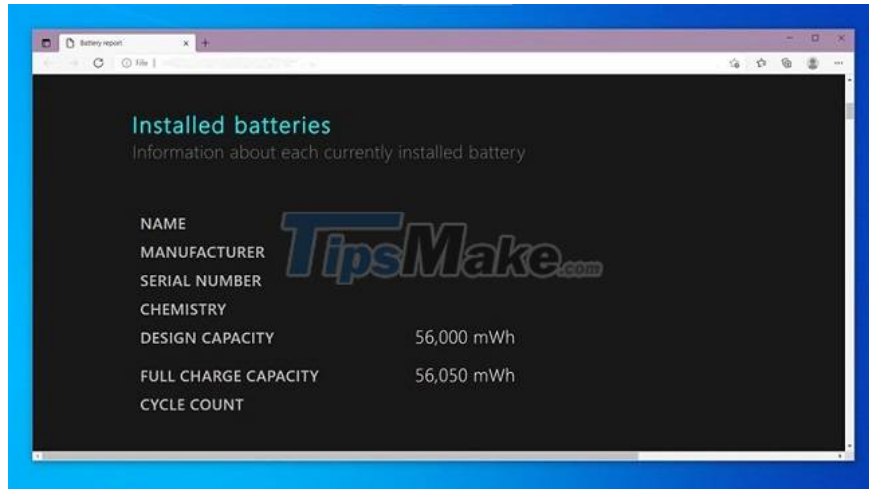 Battery report
File
Installed batteries
Information about each currently installed battery
NAME
MANUFACTURER
SERIAL NUMBER
CHEMISTRY
DESIGN CAPACITY 56,000 mWh
FULL CHARGE CAPACITY 56,050 mWh
CYCLE COUNT
TipsMake.com